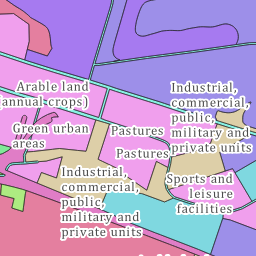 Arable land
annual crops)
Industrial,
commercial,
public,
military and
private units
Green urban
areas
Pastures
Pastures
Industrial,
commercial,
public,
military and
private units
Sports and
leisure
facilities